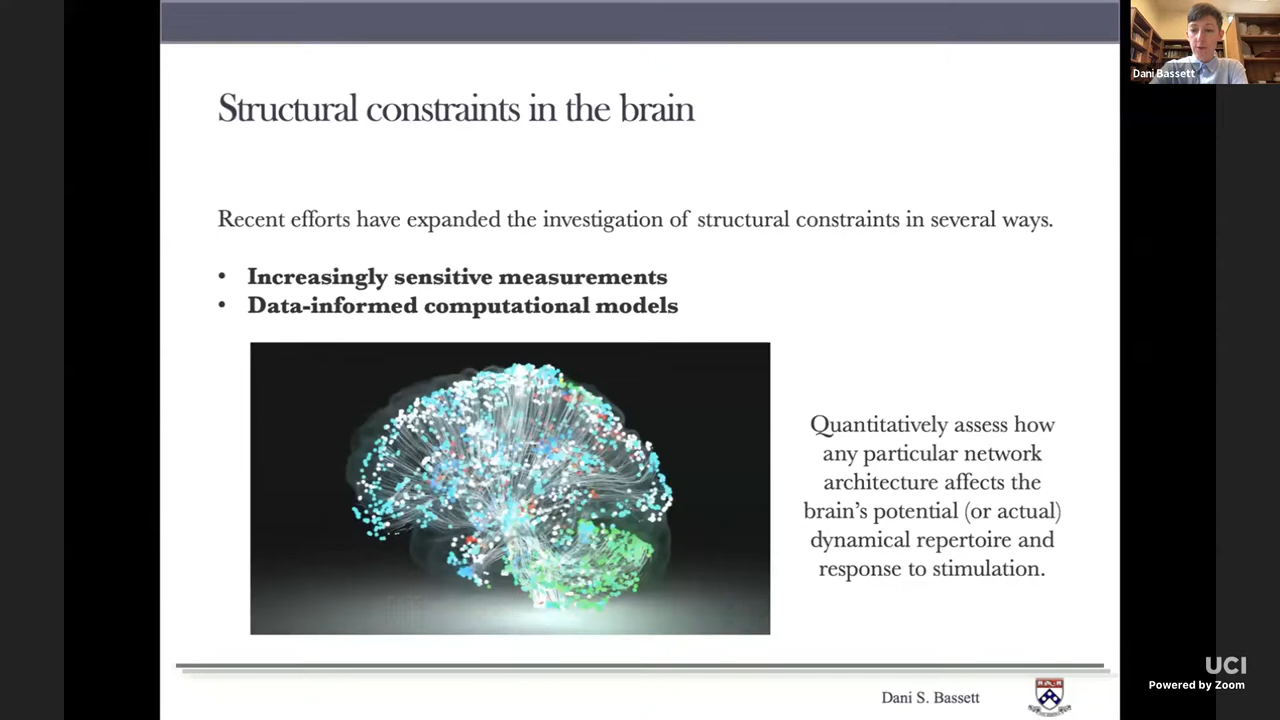 Structural constraints in the brain
Dani Bassett
Recent efforts have expanded the investigation of structural constraints in several ways.
• Increasingly sensitive measurements
• Data-informed computational models
Quantitatively assess how
any particular network
architecture affects the
brain’s potential (or actual)
dynamical repertoire and
response to stimulation.
UCI
Powered by Zoom
Dani S. Bassett